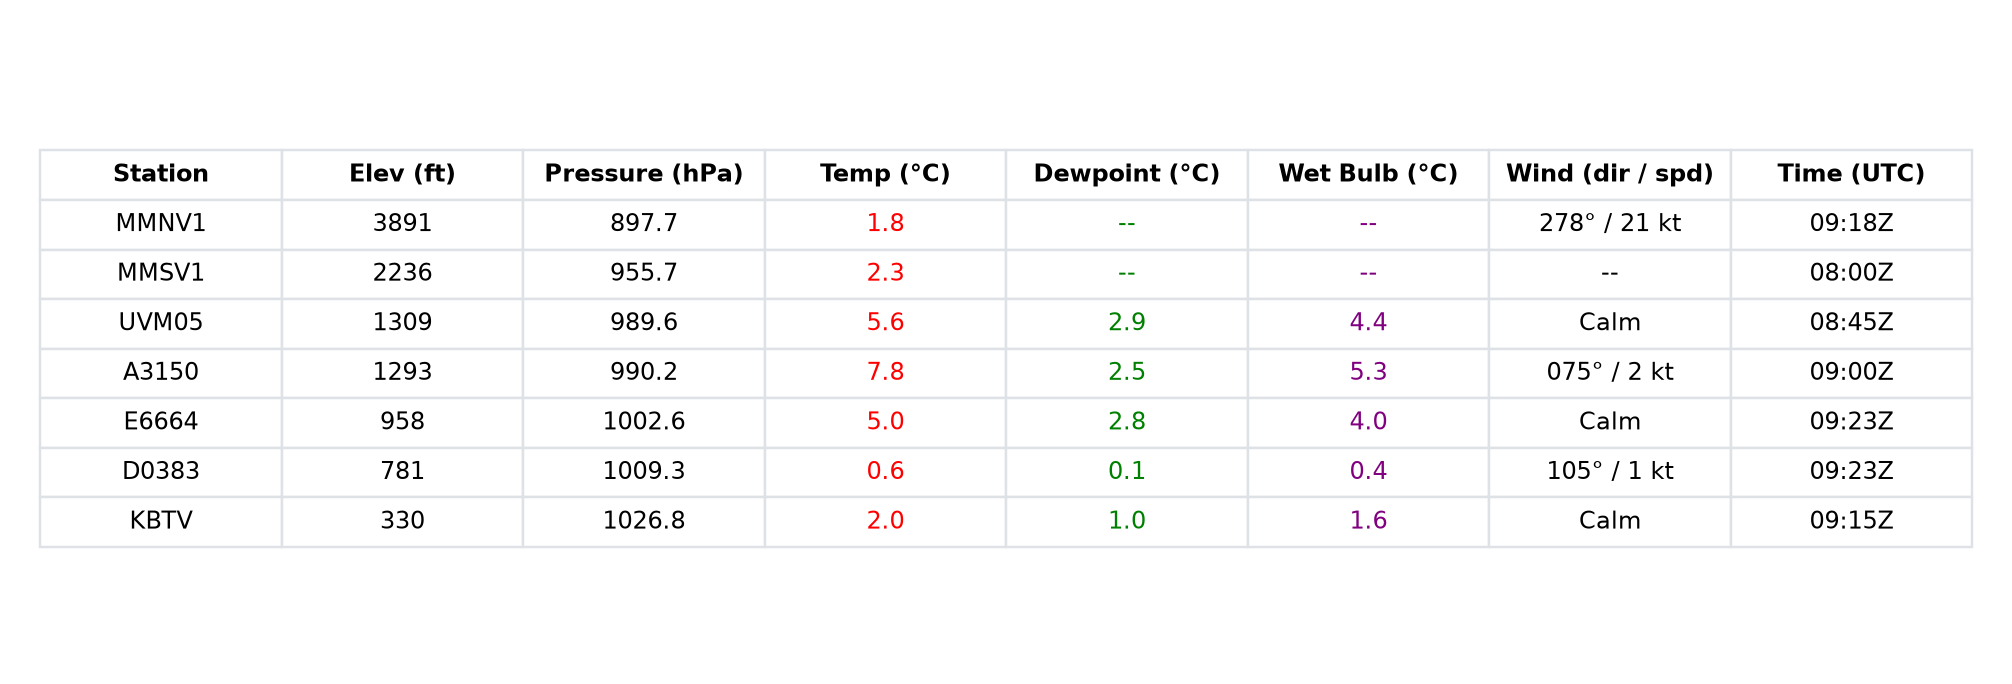 Station Elev (ft) Pressure (hPa) Temp (°C) Dewpoint (°C) Wet Bulb (°C) Wind (dir / spd) Time (UTC)
MMNV1 3891 897.7 1.8 -- -- 278° / 21 kt 09:18Z
MMSV1 2236 955.7 2.3 -- -- -- 08:00Z
UVM05 1309 989.6 5.6 2.9 4.4 Calm 08:45Z
A3150 1293 990.2 7.8 2.5 5.3 075° / 2 kt 09:00Z
E6664 958 1002.6 5.0 2.8 4.0 Calm 09:23Z
D0383 781 1009.3 0.6 0.1 0.4 105° / 1 kt 09:23Z
KBTV 330 1026.8 2.0 1.0 1.6 Calm 09:15Z